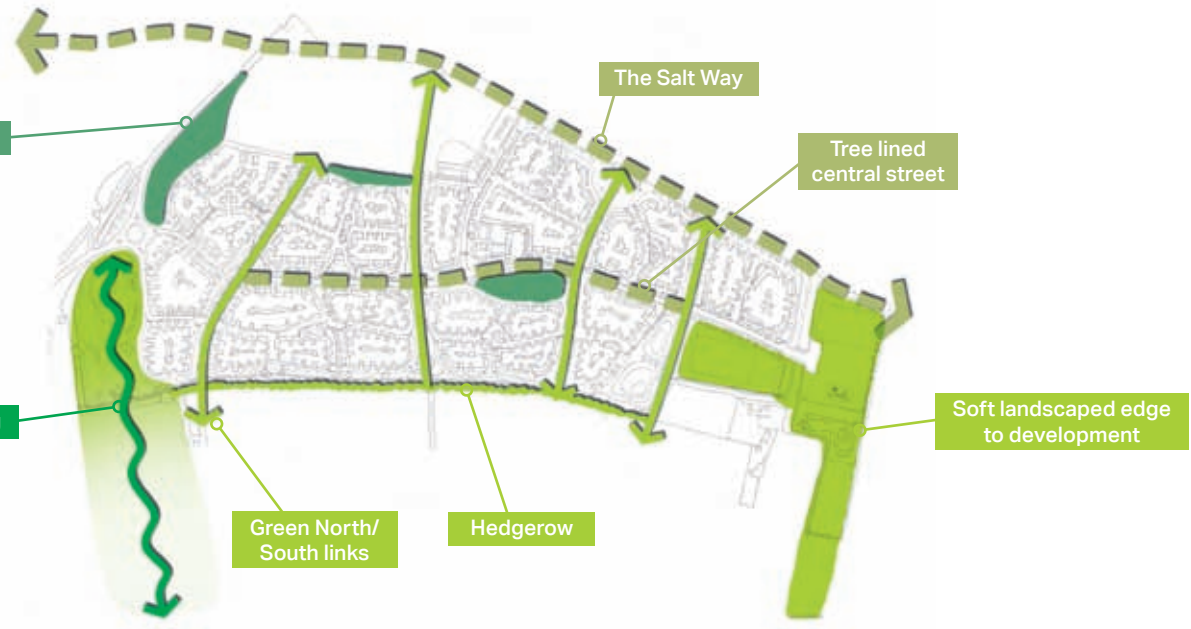 The Salt Way
Tree lined
central street
Soft landscaped edge
to development
Green North/
South links
Hedgerow